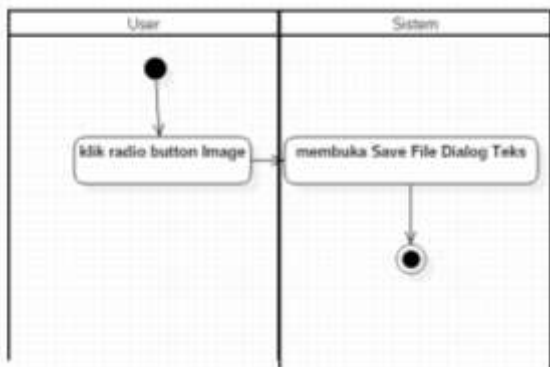 User
Sistem
klik radio button Image
membuka Save File Dialog Teks